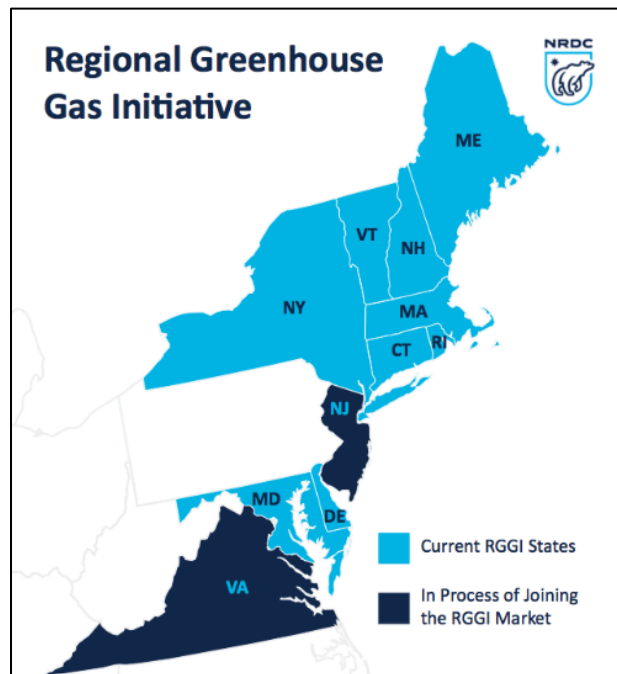 Regional Greenhouse
Gas Initiative
NRDC
ME
VT
NH
NY
MA
CT
RI
NJ
MD
DE
VA
Current RGGI States
In Process of Joining
the RGGI Market